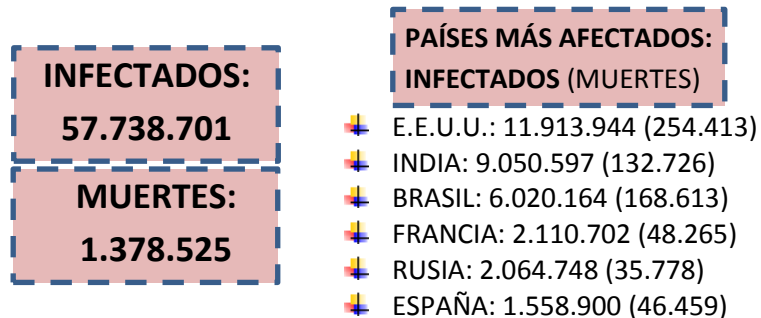 INFECTADOS:
57.738.701
MUERTES:
1.378.525
PAÍSES MÁS AFECTADOS:
INFECTADOS (MUERTES)
E.E.U.U.: 11.913.944 (254.413)
INDIA: 9.050.597 (132.726)
BRASIL: 6.020.164 (168.613)
FRANCIA: 2.110.702 (48.265)
RUSIA: 2.064.748 (35.778)
ESPAÑA: 1.558.900 (46.459)